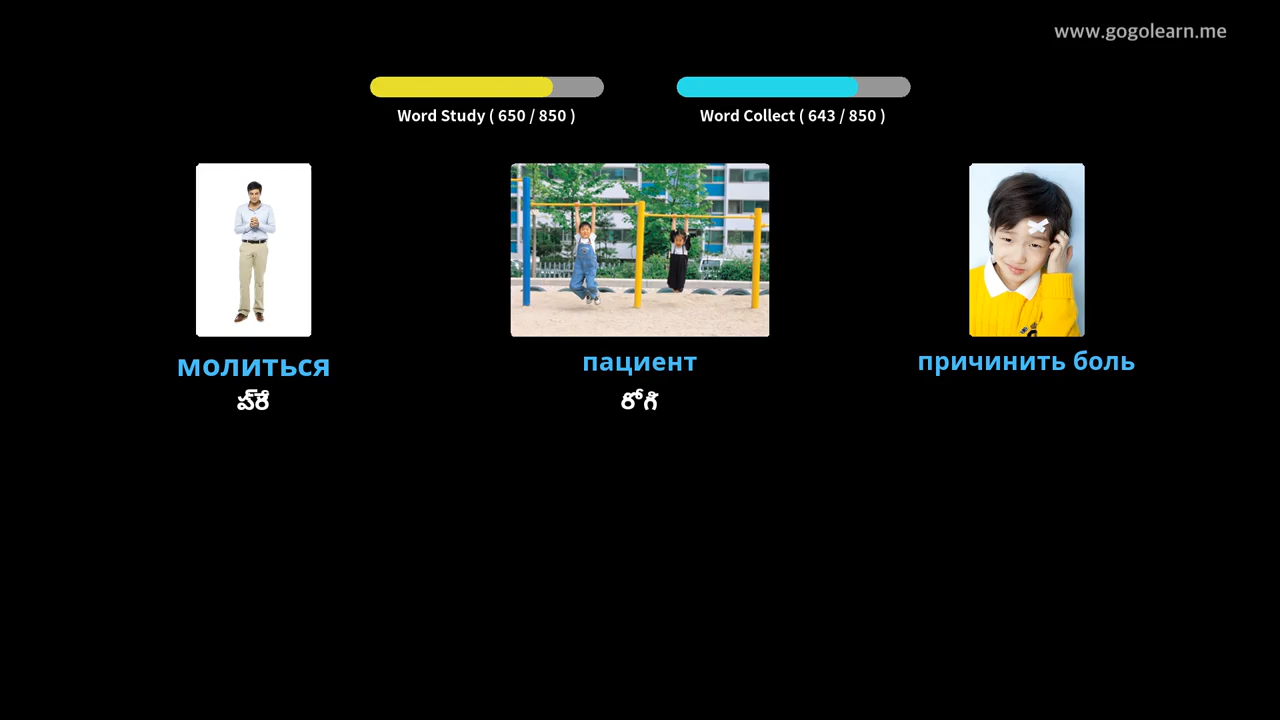 www.gogolearn.me
Word Study ( 650 / 850 )
Word Collect ( 643 / 850 )
молиться
ప్రే
пациент
రోగి
причинить боль